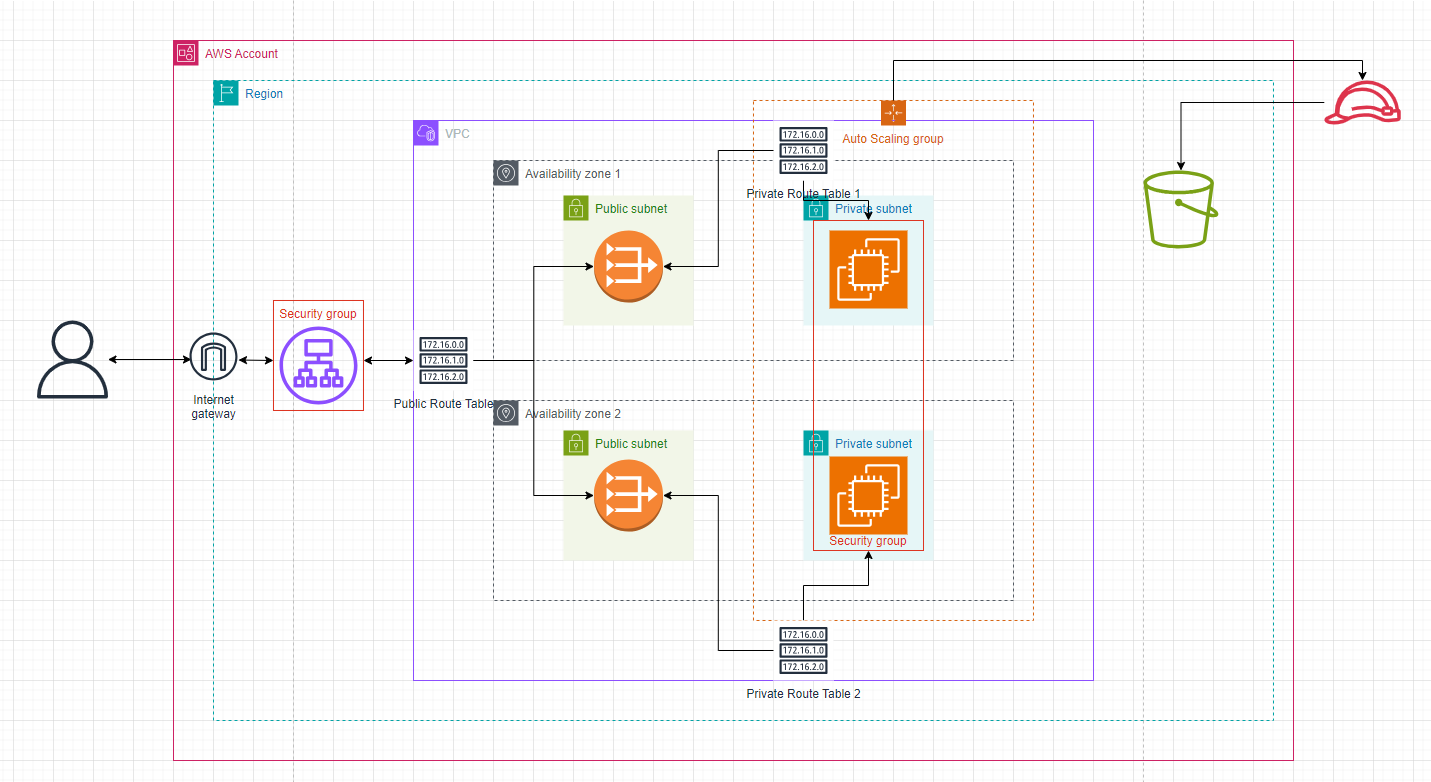 AWS Account
Region
VPC
172.16.0.0
172.16.1.0
172.16.2.0
Auto Scaling group
Private Route Table 1
Availability zone 1
Public subnet
Private subnet
Security group
172.16.0.0
172.16.1.0
172.16.2.0
Public Route Table
Internet
gateway
Availability zone 2
Public subnet
Private subnet
Security group
172.16.0.0
172.16.1.0
172.16.2.0
Private Route Table 2